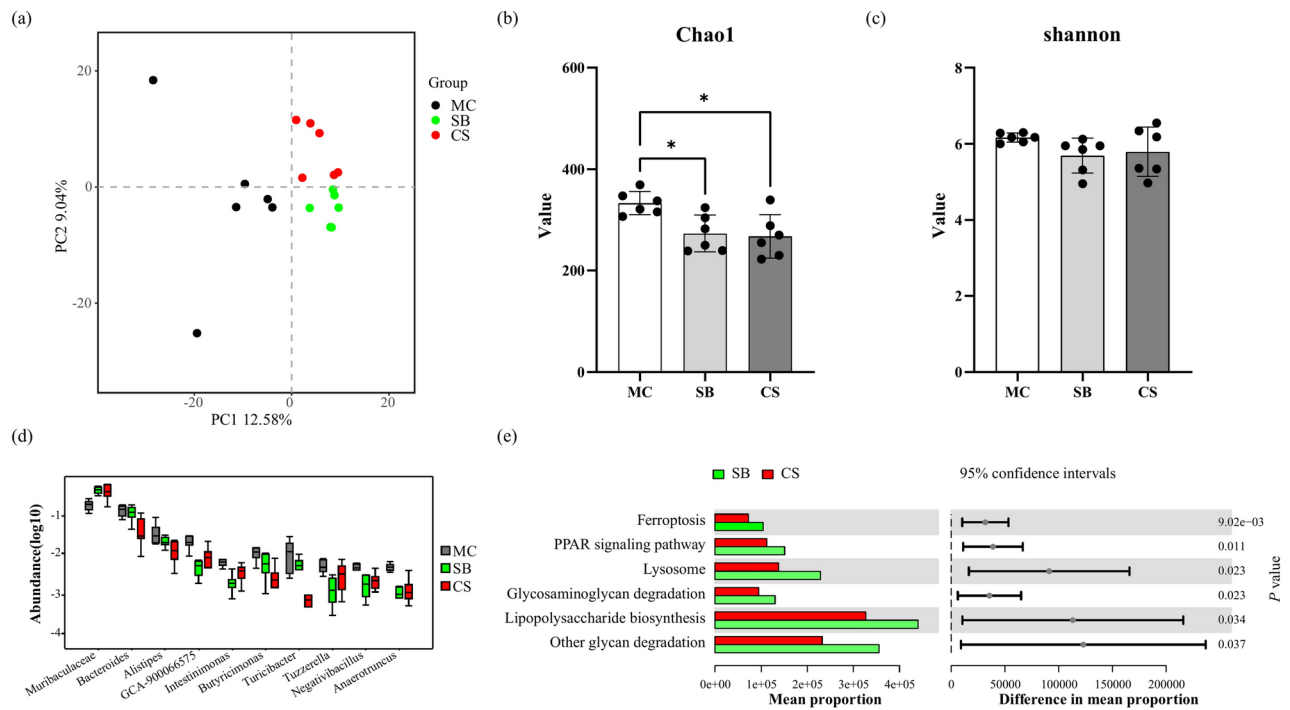 (a)
20
0
-20
-20
0
20
PC2 9.04%
PC1 12.58%
Group
MC
SB
CS
(b)
Chao1
600
400
200
0
Value
*
*
MC
SB
CS
(c)
shannon
8
6
4
2
0
Value
MC
SB
CS
(d)
Abundance(log10)
-1
-2
-3
-4
MC
SB
CS
Muribaculaceae
Bacteroides
Alistipes
GCA-900066575
Intestinimonas
Butyricimonas
Turicibacter
Tuzzerella
Negativibacillus
Anaerotruncus
(e)
SB
CS
95% confidence intervals
Ferroptosis
9.02e−03
PPAR signaling pathway
0.011
Lysosome
0.023
Glycosaminoglycan degradation
0.023
Lipopolysaccharide biosynthesis
0.034
Other glycan degradation
0.037
P value
0e+00
1e+05
2e+05
3e+05
4e+05
Mean proportion
0
50000
100000
150000
200000
Difference in mean proportion